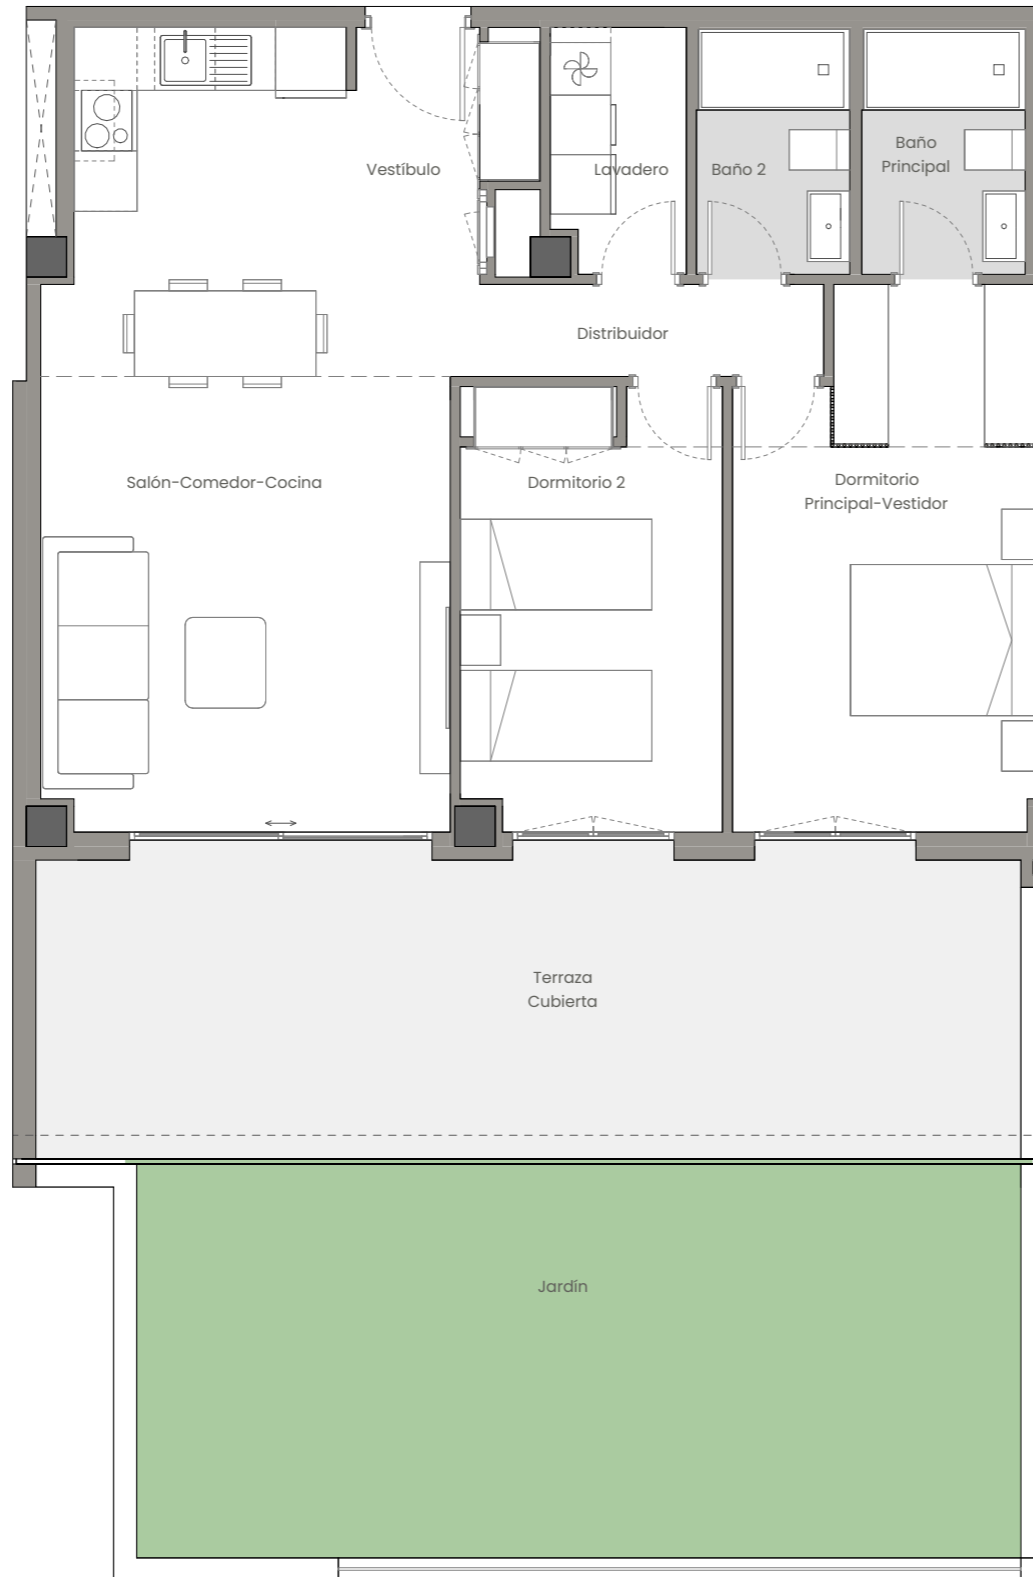 Vestíbulo
Lavadero
Baño 2
Baño
Principal
Distribuidor
Salón-Comedor-Cocina
Dormitorio 2
Dormitorio
Principal-Vestidor
Terraza
Cubierta
Jardín